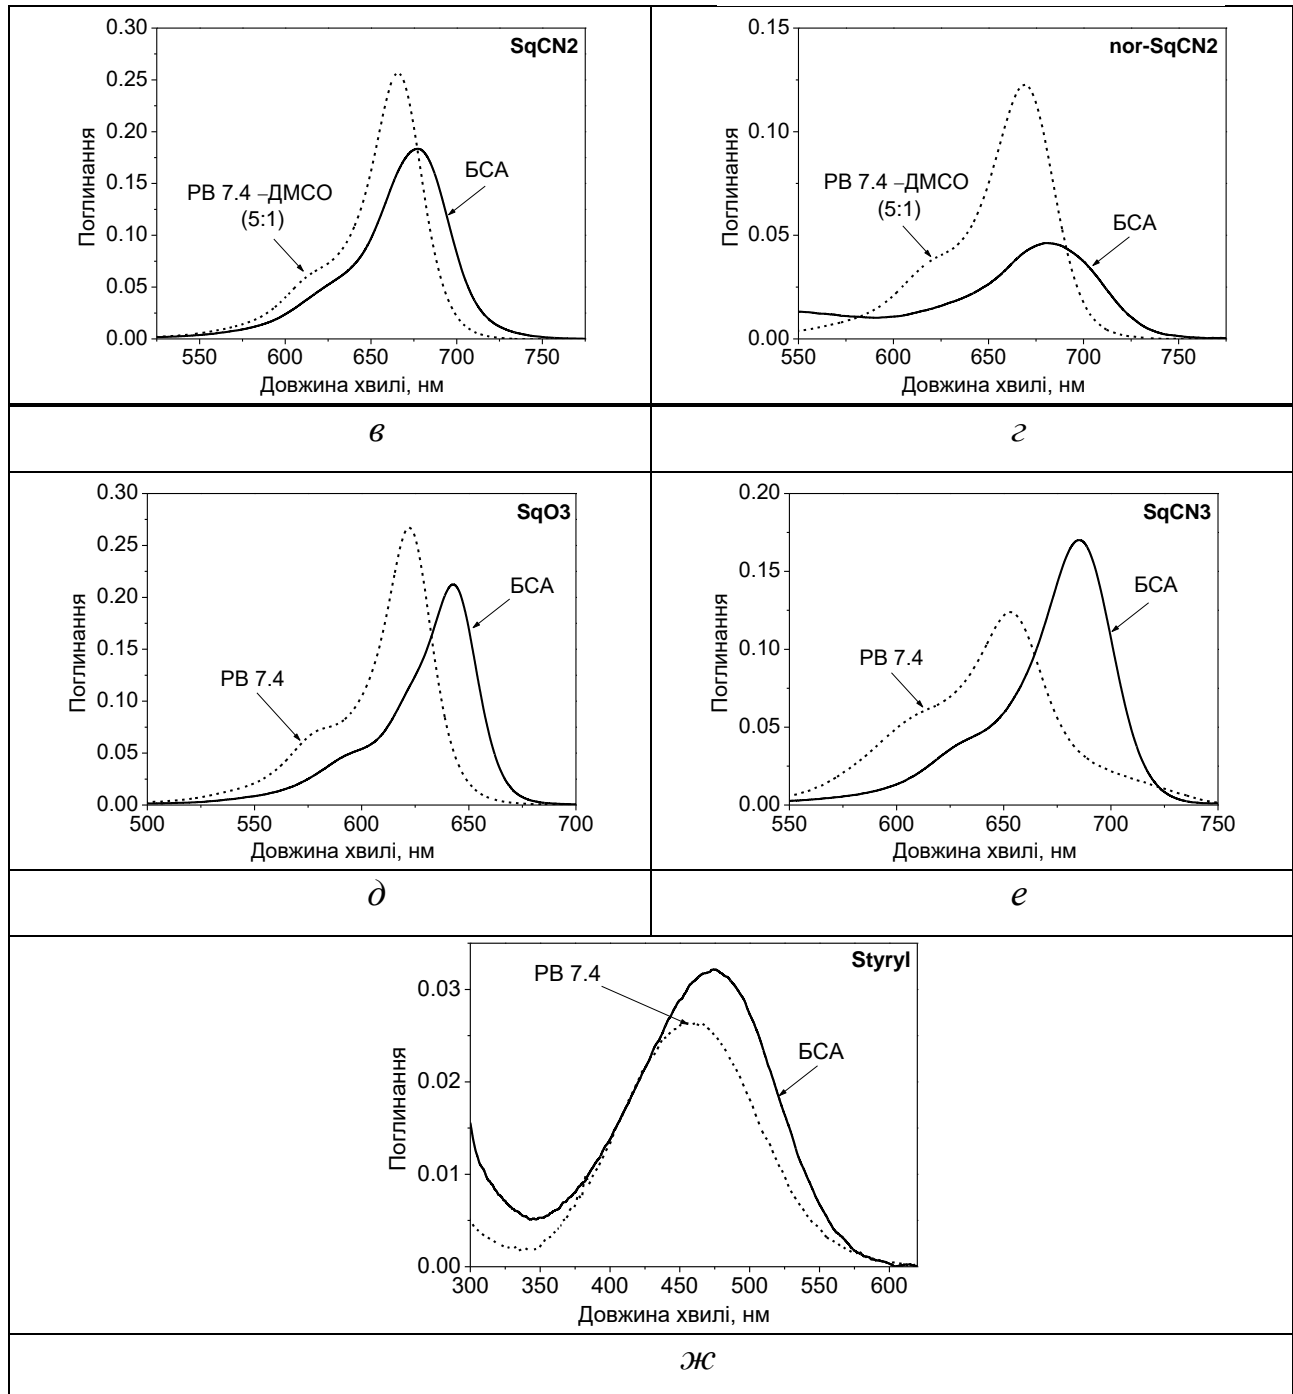 SqCN2
0.30
0.25
0.20
0.15
0.10
0.05
0.00
Поглинання
PB 7.4 –ДМСО
(5:1)
БСА
550 600 650 700 750
Довжина хвилі, нм
nor-SqCN2
0.15
0.10
0.05
0.00
Поглинання
PB 7.4 –ДМСО
(5:1)
БСА
550 600 650 700 750
Довжина хвилі, нм
в
г
SqO3
0.30
0.25
0.20
0.15
0.10
0.05
0.00
Поглинання
PB 7.4
БСА
500 550 600 650 700
Довжина хвилі, нм
SqCN3
0.20
0.15
0.10
0.05
0.00
Поглинання
PB 7.4
БСА
550 600 650 700 750
Довжина хвилі, нм
д
е
Styryl
0.03
0.02
0.01
0.00
Поглинання
PB 7.4
БСА
300 350 400 450 500 550 600
Довжина хвилі, нм
ж